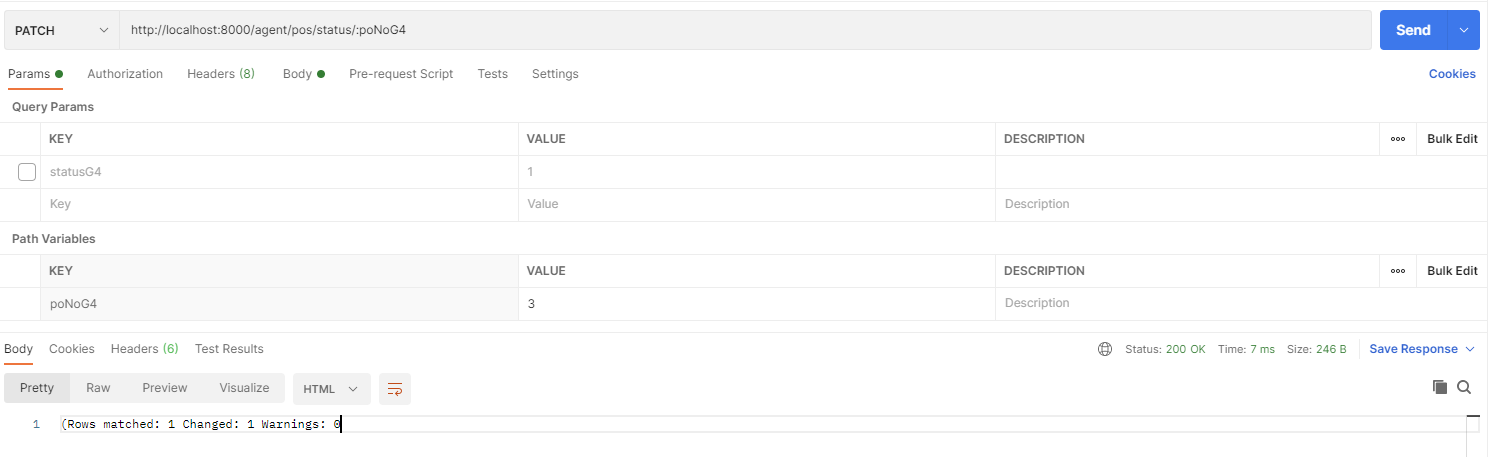 PATCH http://localhost:8000/agent/pos/status/:poNoG4 Send
Params Authorization Headers (8) Body Pre-request Script Tests Settings Cookies
Query Params
KEY VALUE DESCRIPTION ooo Bulk Edit
statusG4 1
Key Value Description
Path Variables
KEY VALUE DESCRIPTION ooo Bulk Edit
poNoG4 3 Description
Body Cookies Headers (6) Test Results Status: 200 OK Time: 7 ms Size: 246 B Save Response
Pretty Raw Preview Visualize HTML
1 (Rows matched: 1 Changed: 1 Warnings: 0